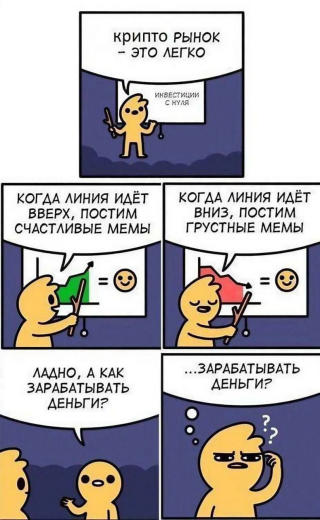 крипто рынок
- это легко
инвестиции
с нуля
когда линия идёт
вверх, постим
счастливые мемы
когда линия идёт
вниз, постим
грустные мемы
=
=
ладно, а как
зарабатывать
деньги?
...зарабатывать
деньги?
??
?